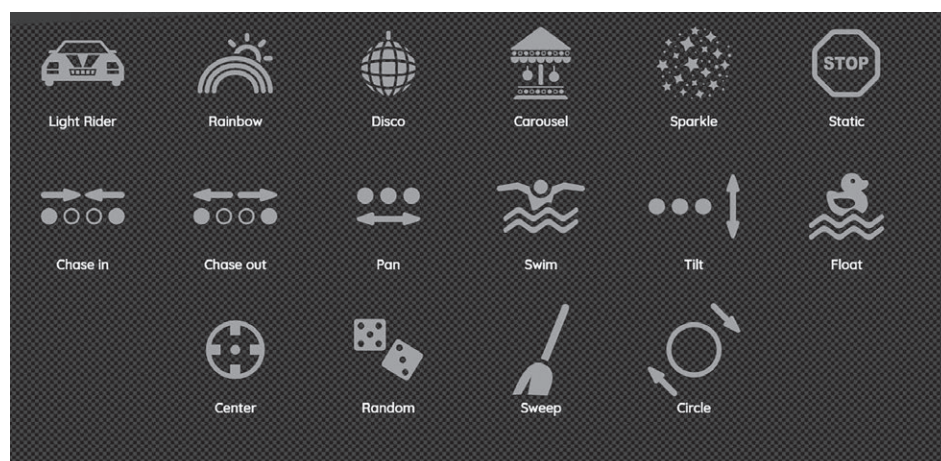 STOP
Light Rider
Rainbow
Disco
Carousel
Sparkle
Static
Chase in
Chase out
Pan
Swim
Tilt
Float
Center
Random
Sweep
Circle